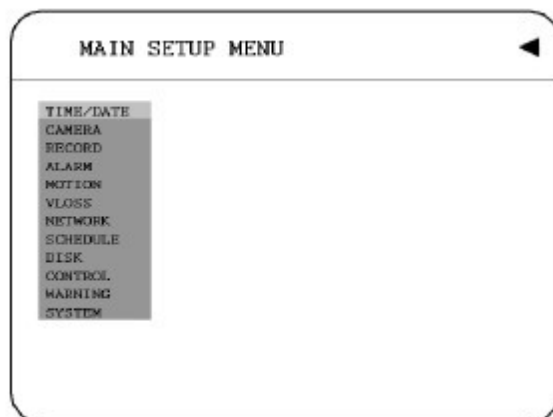 MAIN SETUP MENU
TIME/DATE
CAMERA
RECORD
ALARM
MOTION
VLOSS
NETWORK
SCHEDULE
DISK
CONTROL
WARNING
SYSTEM